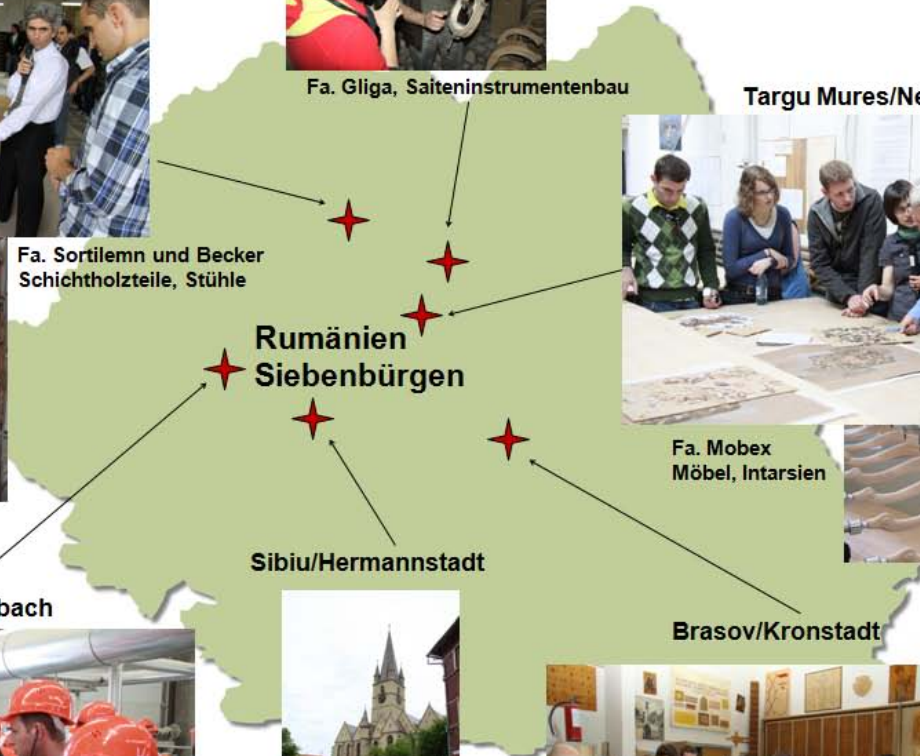 Fa. Gliga, Saiteninstrumentenbau
Targu Mures/Ne
Fa. Sortilemn und Becker
Schichtholzteile, Stühle
Rumänien
Siebenbürgen
Fa. Mobex
Möbel, Intarsien
Sibiu/Hermannstadt
bach
Brasov/Kronstadt